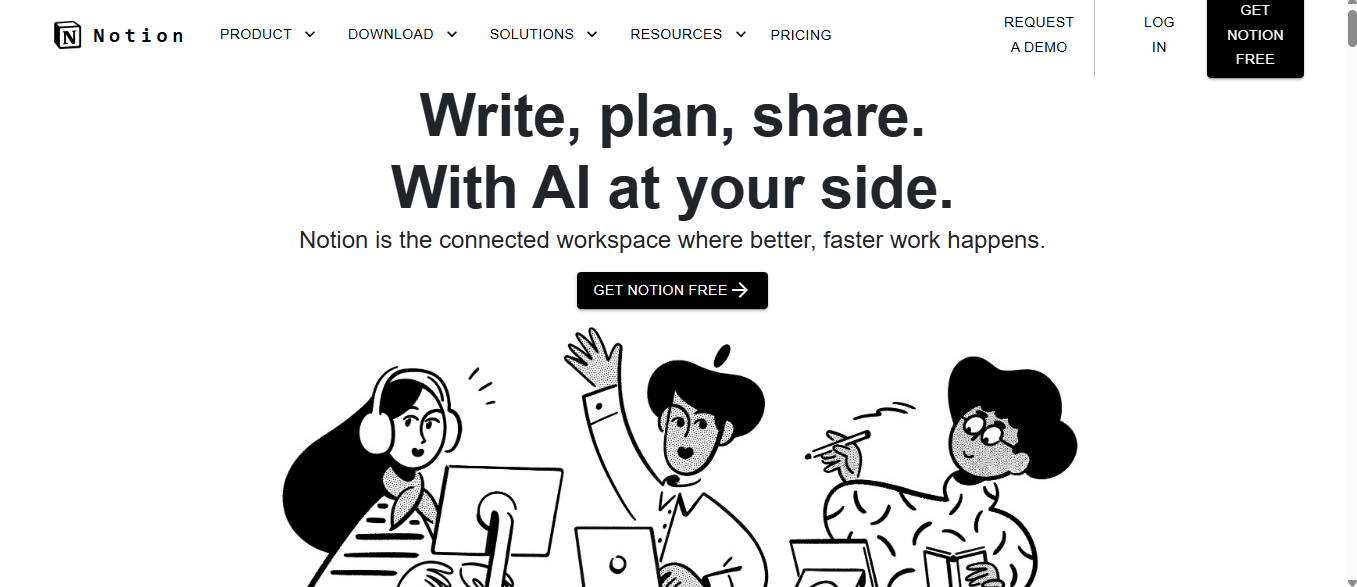 N Notion PRODUCT DOWNLOAD SOLUTIONS RESOURCES PRICING
REQUEST
A DEMO
LOG
IN
GET
NOTION
FREE
Write, plan, share.
With AI at your side.
Notion is the connected workspace where better, faster work happens.
GET NOTION FREE